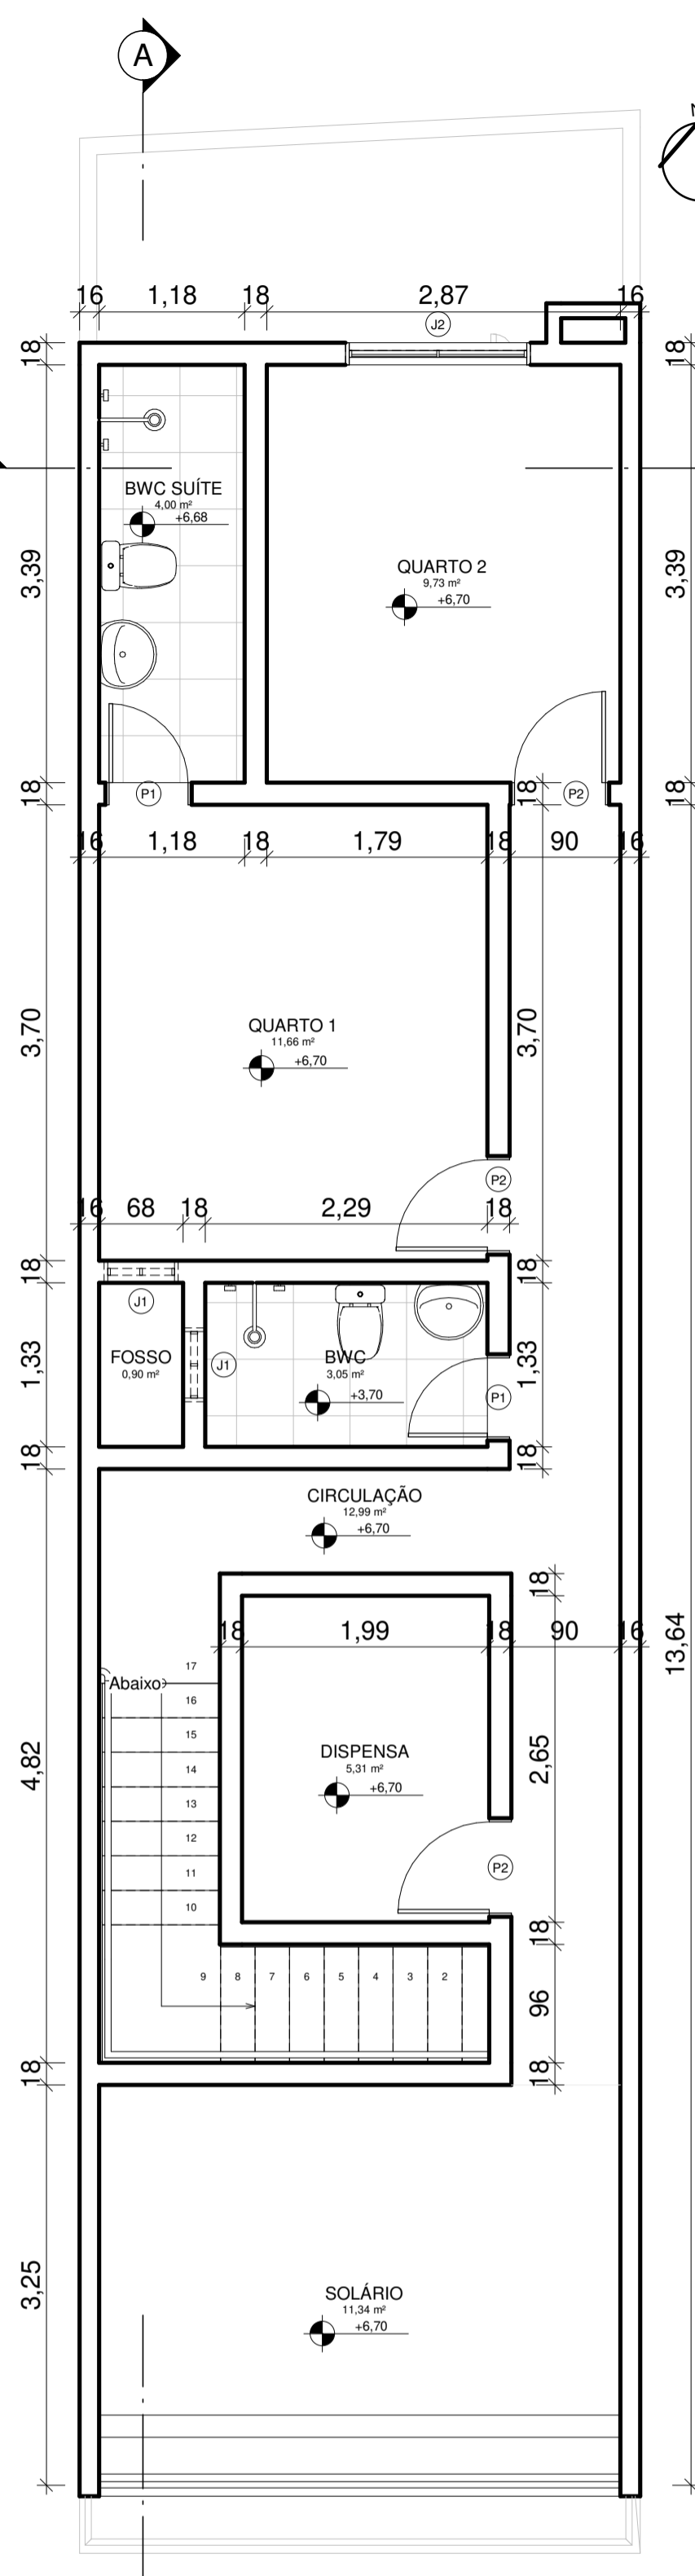 A
16 1,18 18 2,87 16
J2
18 18
BWC SUÍTE
4,00 m²
+6,68
QUARTO 2
9,73 m²
+6,70
3,39 3,39
18 P1 18 P2 18
16 1,18 18 1,79 18 90 16
QUARTO 1
11,66 m²
+6,70
3,70 3,70
P2
16 68 18 2,29 18
18 18
J1
FOSSO
0,90 m²
J1
BWC
3,05 m²
+3,70
1,33 1,33
P1
18 18
CIRCULAÇÃO
12,99 m²
+6,70
18
18 1,99 18 90 16
13,64
17
Abaixo
16
15
14
13
12
11
10
DISPENSA
5,31 m²
+6,70
4,82 2,65
P2
18
9 8 7 6 5 4 3 2
96
18 18
SOLÁRIO
11,34 m²
+6,70
3,25